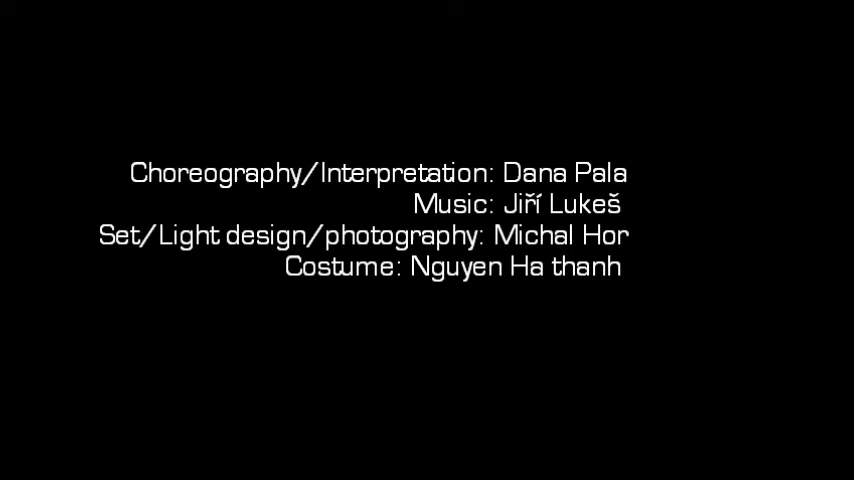 Choreography/Interpretation: Dana Pala
Music: Jiří Lukeš
Set/Light design/photography: Michal Hor
Costume: Nguyen Ha thanh